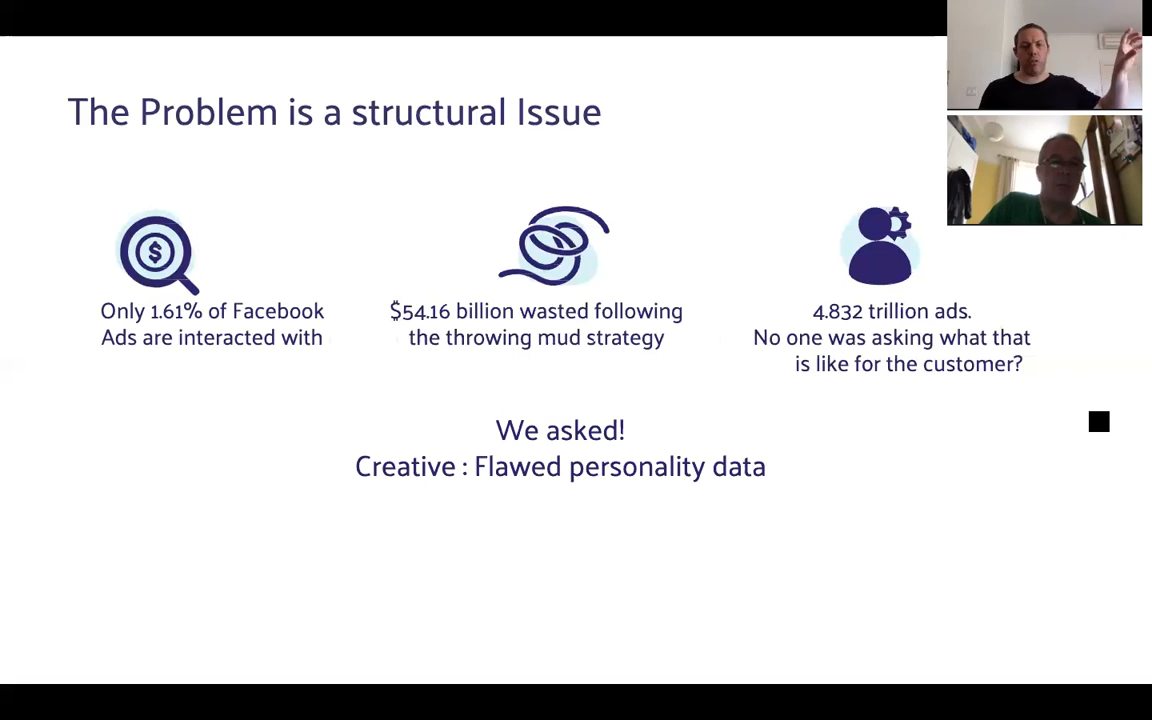 The Problem is a structural Issue
$
Only 1.61% of Facebook
Ads are interacted with
$54.16 billion wasted following
the throwing mud strategy
4.832 trillion ads.
No one was asking what that
is like for the customer?
We asked!
Creative : Flawed personality data